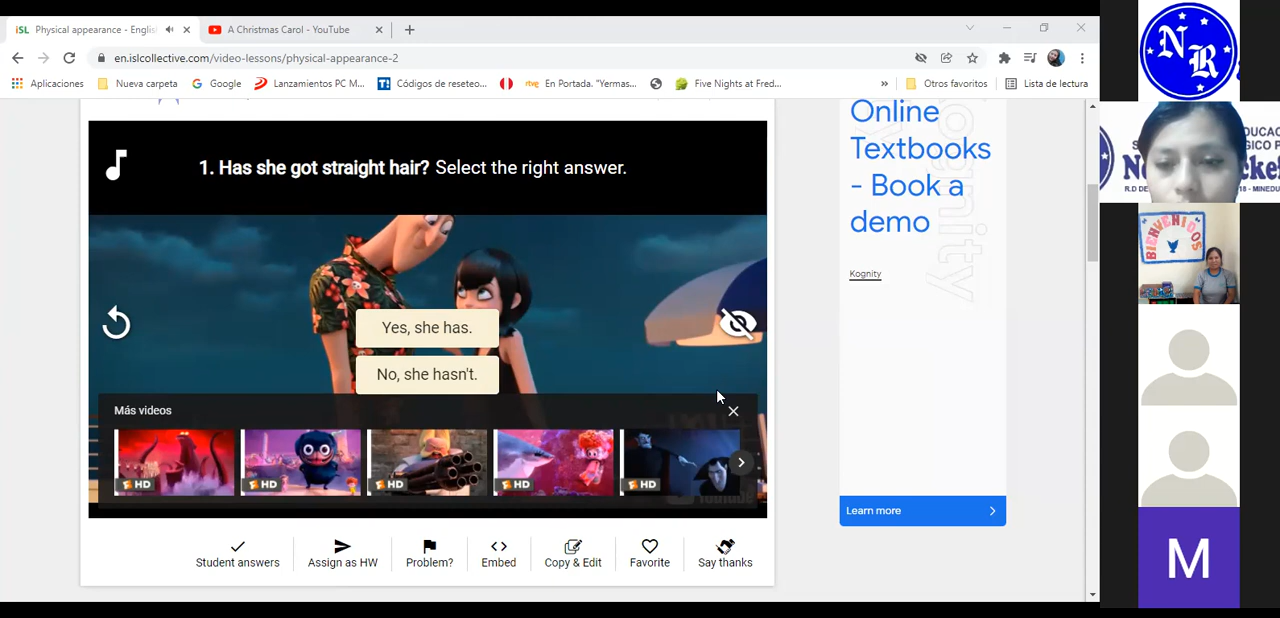 iSL Physical appearance - Englis
A Christmas Carol - YouTube
en.islcollective.com/video-lessons/physical-appearance-2
Aplicaciones
Nueva carpeta
Google
Lanzamientos PC M...
Códigos de reseteo...
En Portada. "Yermas...
Five Nights at Fred...
Otros favoritos
Lista de lectura
1. Has she got straight hair? Select the right answer.
Yes, she has.
No, she hasn't.
Más videos
HD
HD
HD
HD
HD
Student answers
Assign as HW
Problem?
Embed
Copy & Edit
Favorite
Say thanks
Online
Textbooks
- Book a
demo
Kognity
Learn more
N
R
EDUCAC
BIENVENIDOS
M